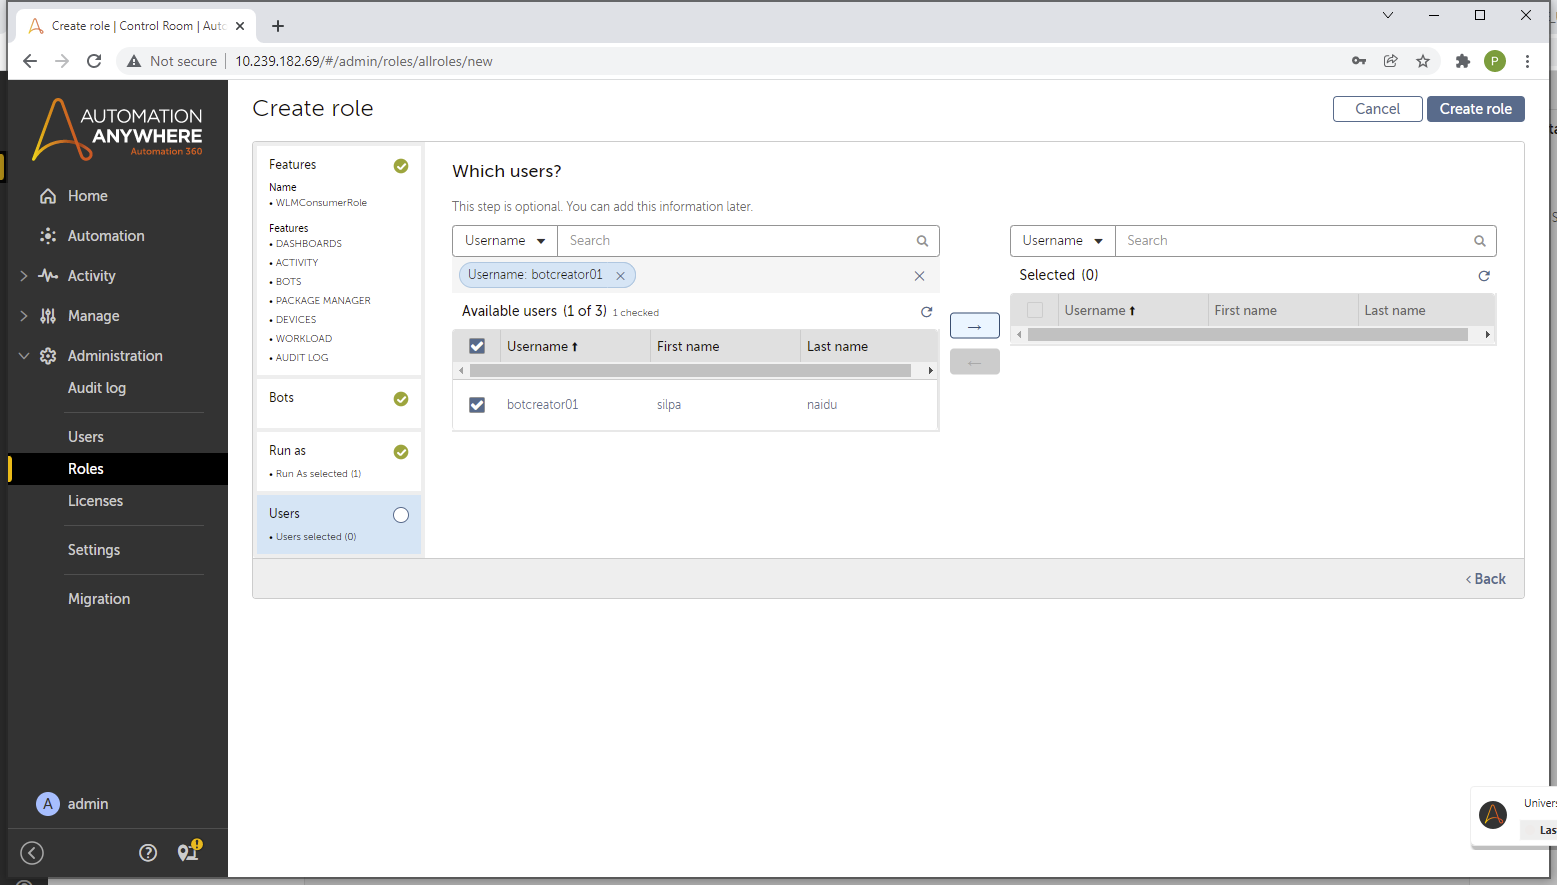 Create role | Control Room | Auto
Not secure
10.239.182.69/#/admin/roles/allroles/new
P
AUTOMATION
ANYWHERE
Automation 360
Home
Automation
Activity
Manage
Administration
Audit log
Users
Roles
Licenses
Settings
Migration
A admin
Create role
Cancel
Create role
Features
Name
• WLMConsumerRole
Features
• DASHBOARDS
• ACTIVITY
• BOTS
• PACKAGE MANAGER
• DEVICES
• WORKLOAD
• AUDIT LOG
Bots
Run as
• Run As selected (1)
Users
• Users selected (0)
Which users?
This step is optional. You can add this information later.
Username Search
Username: botcreator01
Available users (1 of 3) 1 checked
Username First name Last name
botcreator01 silpa naidu
Username Search
Selected (0)
Username First name Last name
< Back
Univers
Las